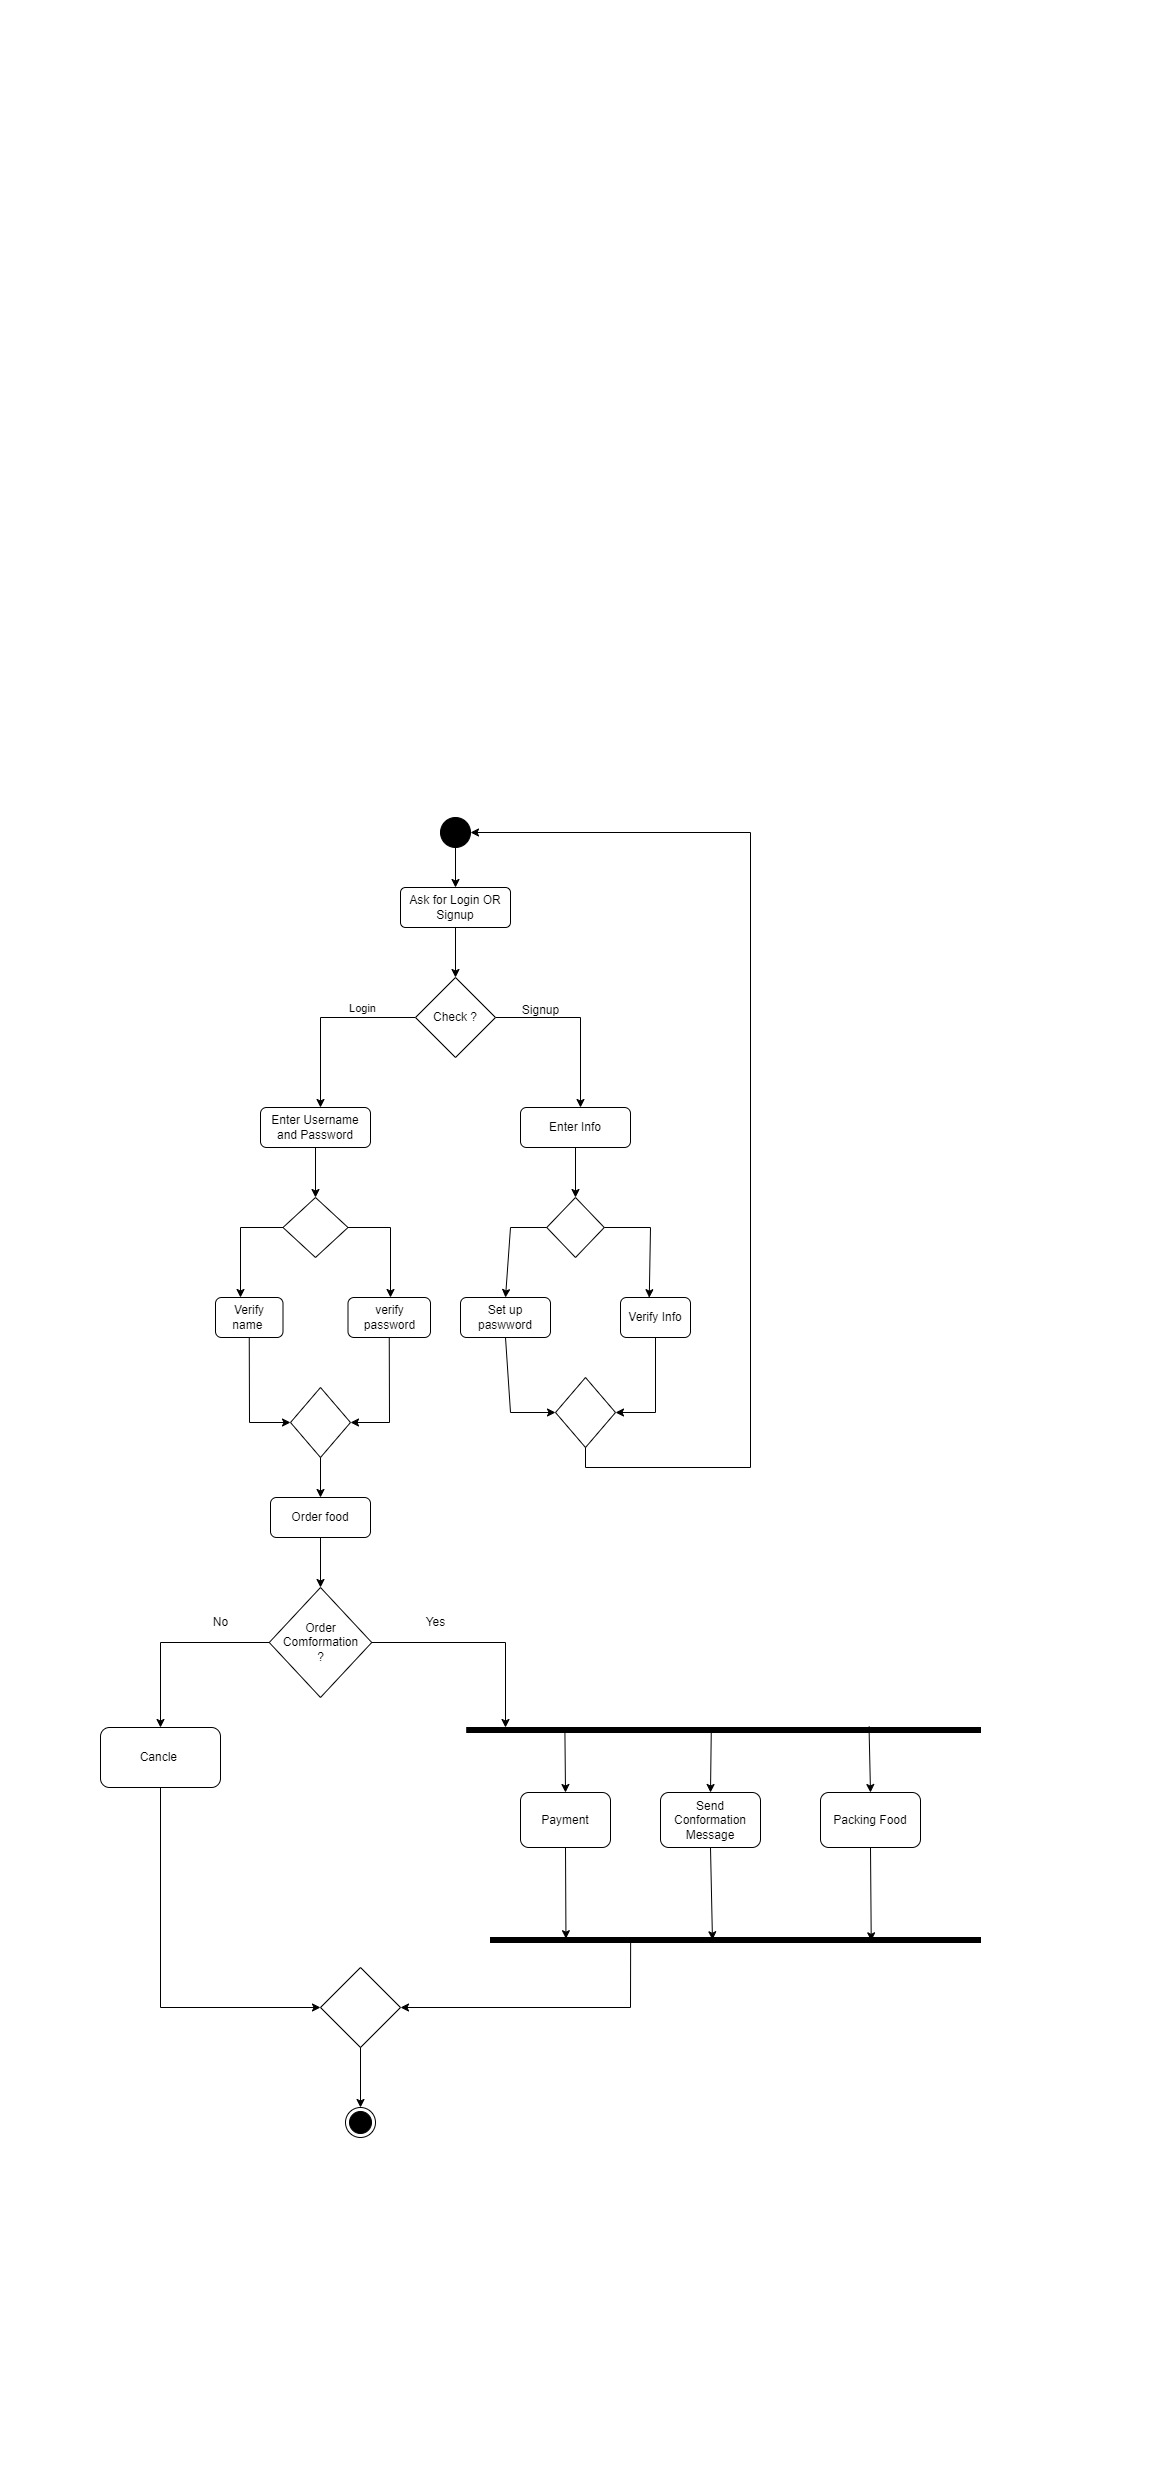 Ask for Login OR
Signup
Login
Check ?
Signup
Enter Username
and Password
Enter Info
Verify
name
verify
password
Set up
paswword
Verify Info
Order food
No
Order
Comformation
?
Yes
Cancle
Payment
Send
Conformation
Message
Packing Food